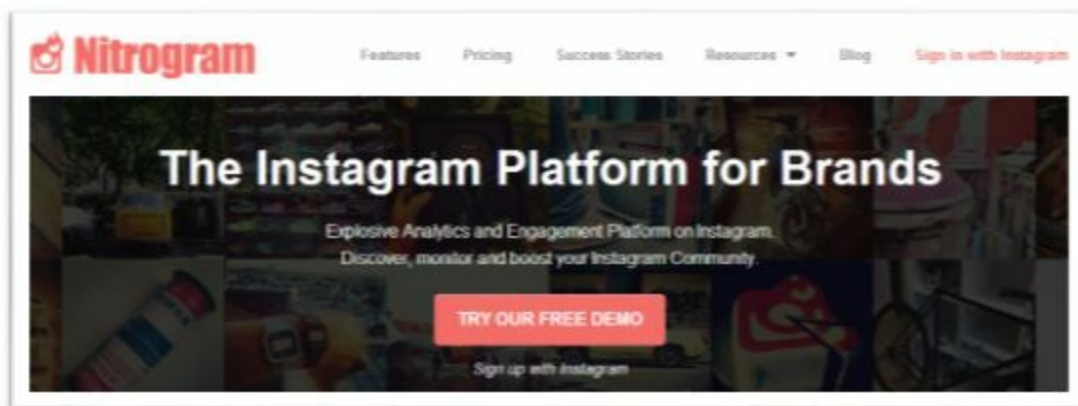 Nitrogram
Features Pricing Success Stories Resources Blog Sign in with Instagram
The Instagram Platform for Brands
Explosive Analytics and Engagement Platform on Instagram.
Discover, monitor and boost your Instagram Community.
TRY OUR FREE DEMO
Sign up with Instagram